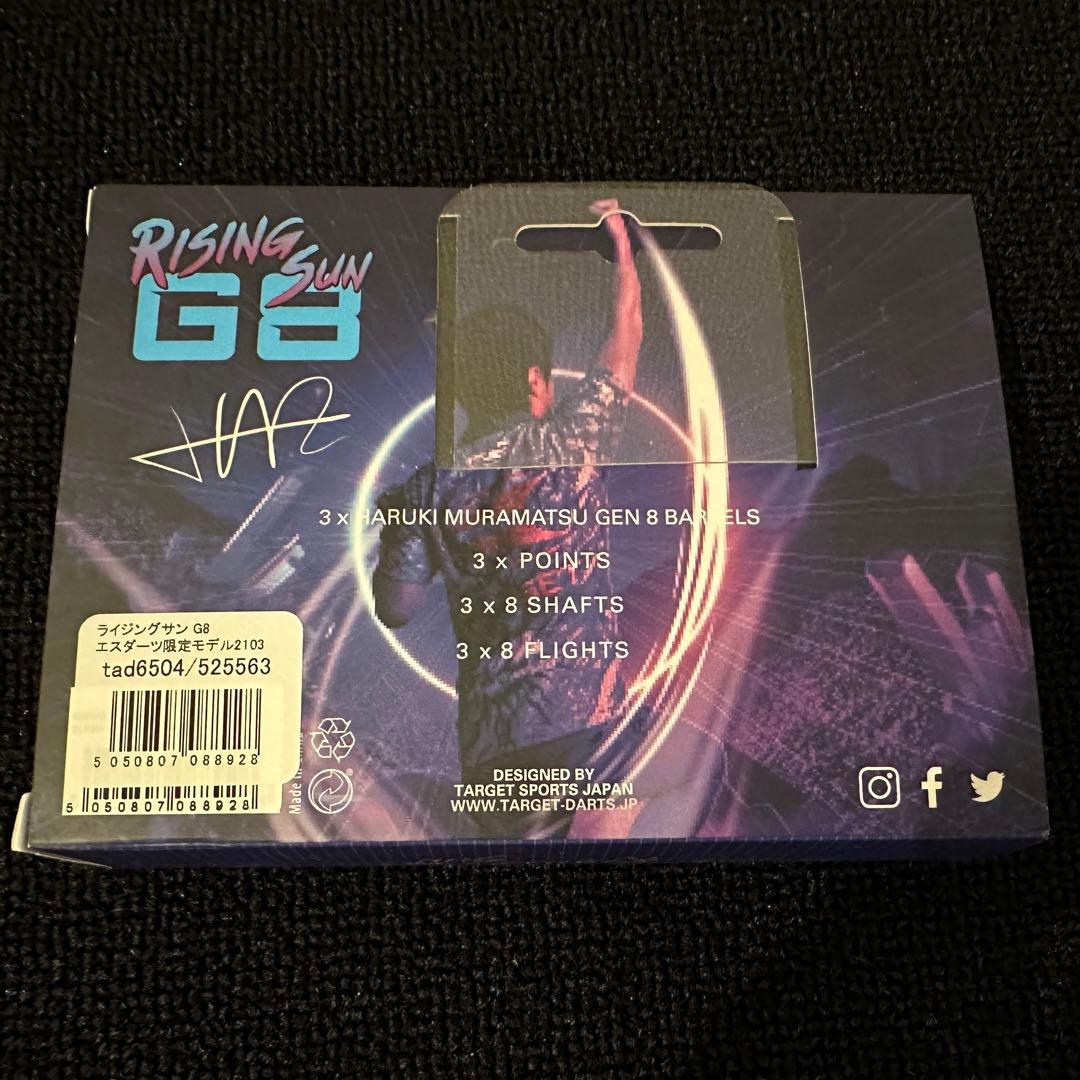 RISING
SUN
G8
3 x HARUKI MURAMATSU GEN 8 BARRELS
3 x POINTS
3 x 8 SHAFTS
3 x 8 FLIGHTS
ライジングサン G8
エスダーツ限定モデル2103
tad6504/525563
5 050807 088928
5 050807 088928
Made in
DESIGNED BY
TARGET SPORTS JAPAN
WWW.TARGET-DARTS.JP